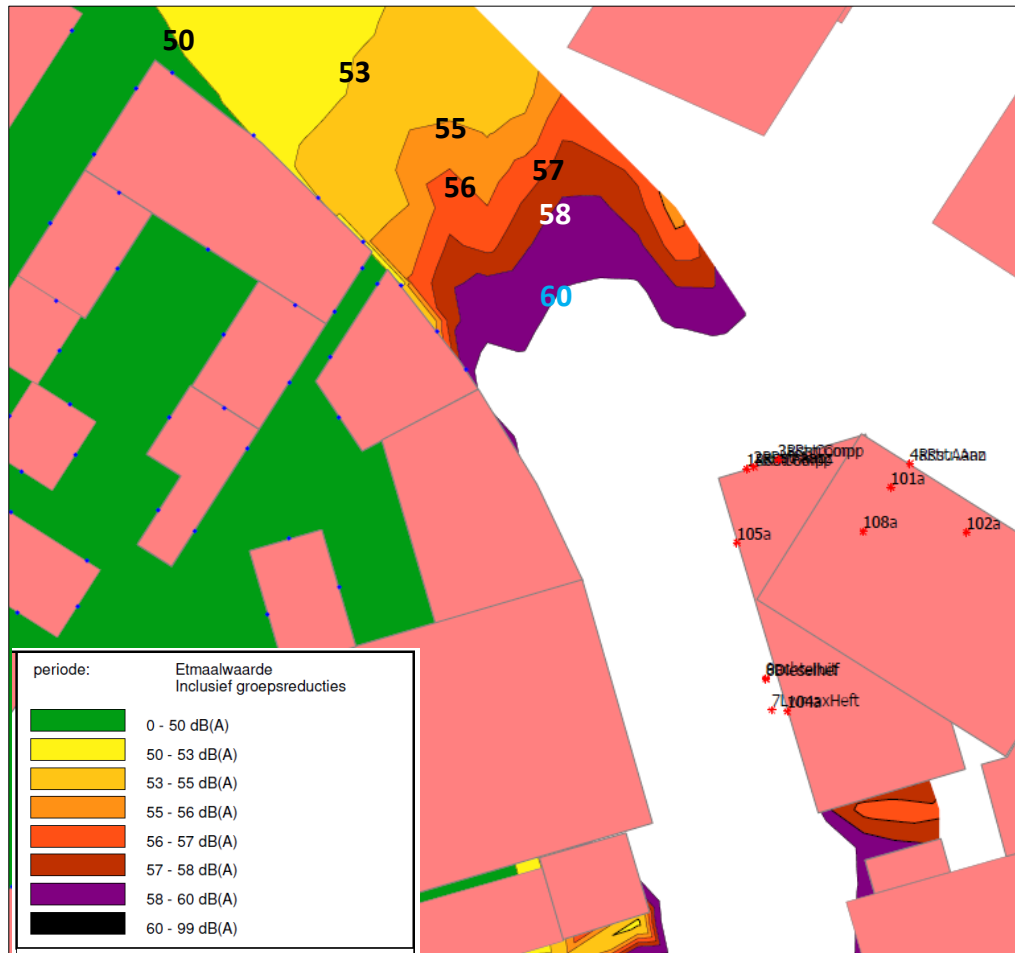 50
53
55
56
57
58
60
4RRstuAan
101a
108a
102a
105a
104a
periode: Etmaalwaarde
Inclusief groepsreducties
0 - 50 dB(A)
50 - 53 dB(A)
53 - 55 dB(A)
55 - 56 dB(A)
56 - 57 dB(A)
57 - 58 dB(A)
58 - 60 dB(A)
60 - 99 dB(A)